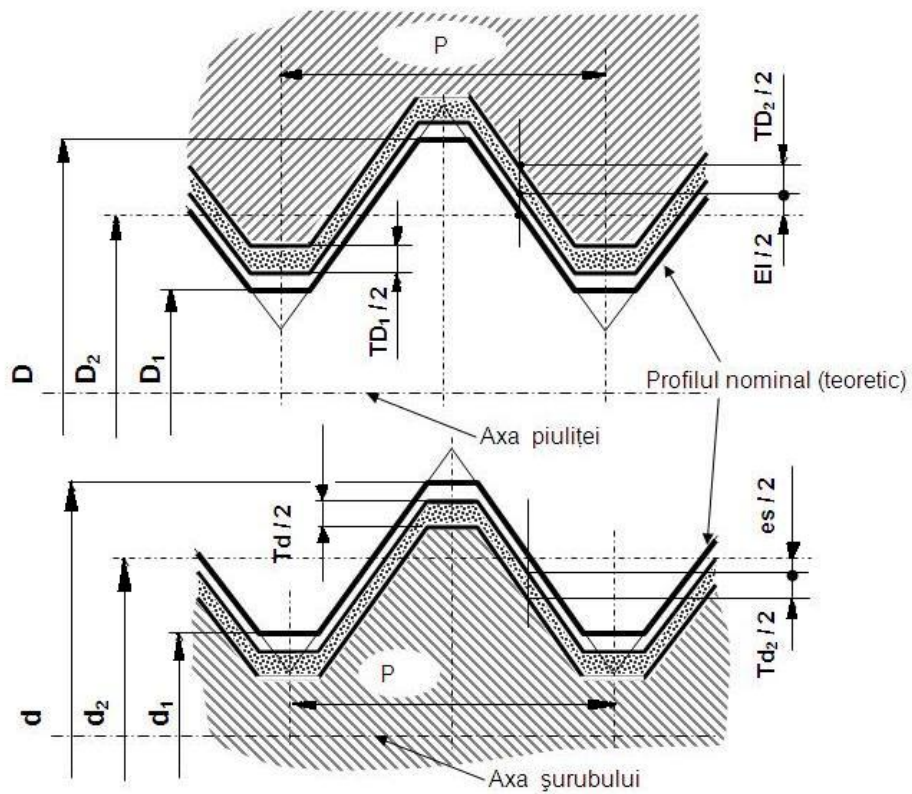 P
TD₂ / 2
EI / 2
TD₁ / 2
D
D₂
D₁
Profilul nominal (teoretic)
Axa piuliței
Td / 2
es / 2
Td₂ / 2
P
d
d₂
d₁
Axa şurubului